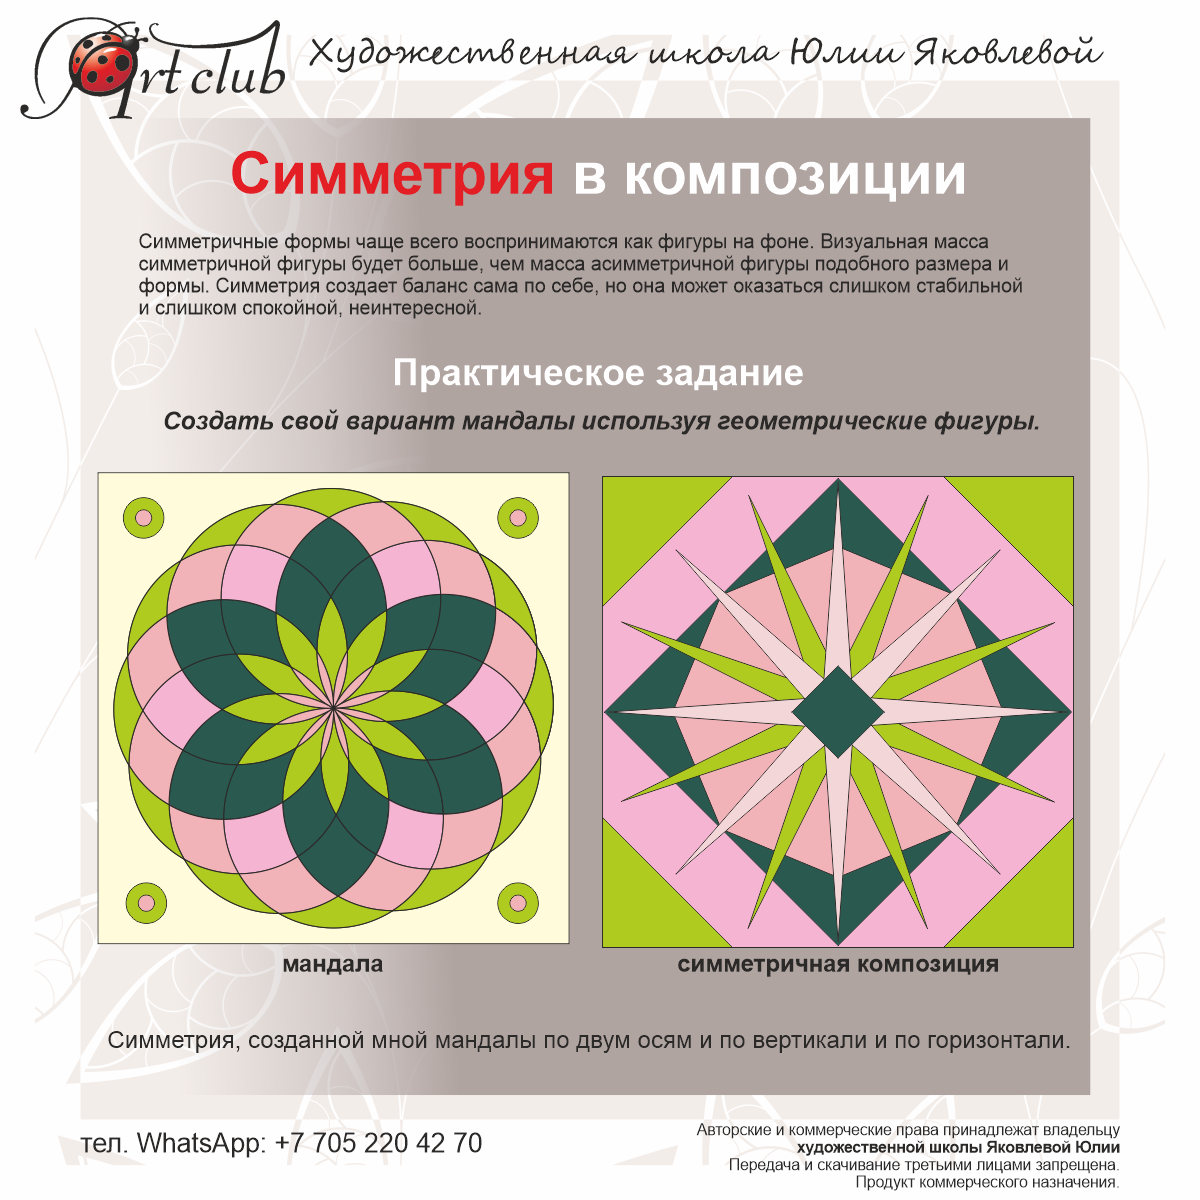 Art club
Художественная школа Юлии Яковлевой
Симметрия в композиции
Симметричные формы чаще всего воспринимаются как фигуры на фоне. Визуальная масса
симметричной фигуры будет больше, чем масса асимметричной фигуры подобного размера и
формы. Симметрия создает баланс сама по себе, но она может оказаться слишком стабильной
и слишком спокойной, неинтересной.
Практическое задание
Создать свой вариант мандалы используя геометрические фигуры.
мандала
симметричная композиция
Симметрия, созданной мной мандалы по двум осям и по вертикали и по горизонтали.
тел. WhatsApp: +7 705 220 42 70
Авторские и коммерческие права принадлежат владельцу
художественной школы Яковлевой Юлии
Передача и скачивание третьими лицами запрещена.
Продукт коммерческого назначения.